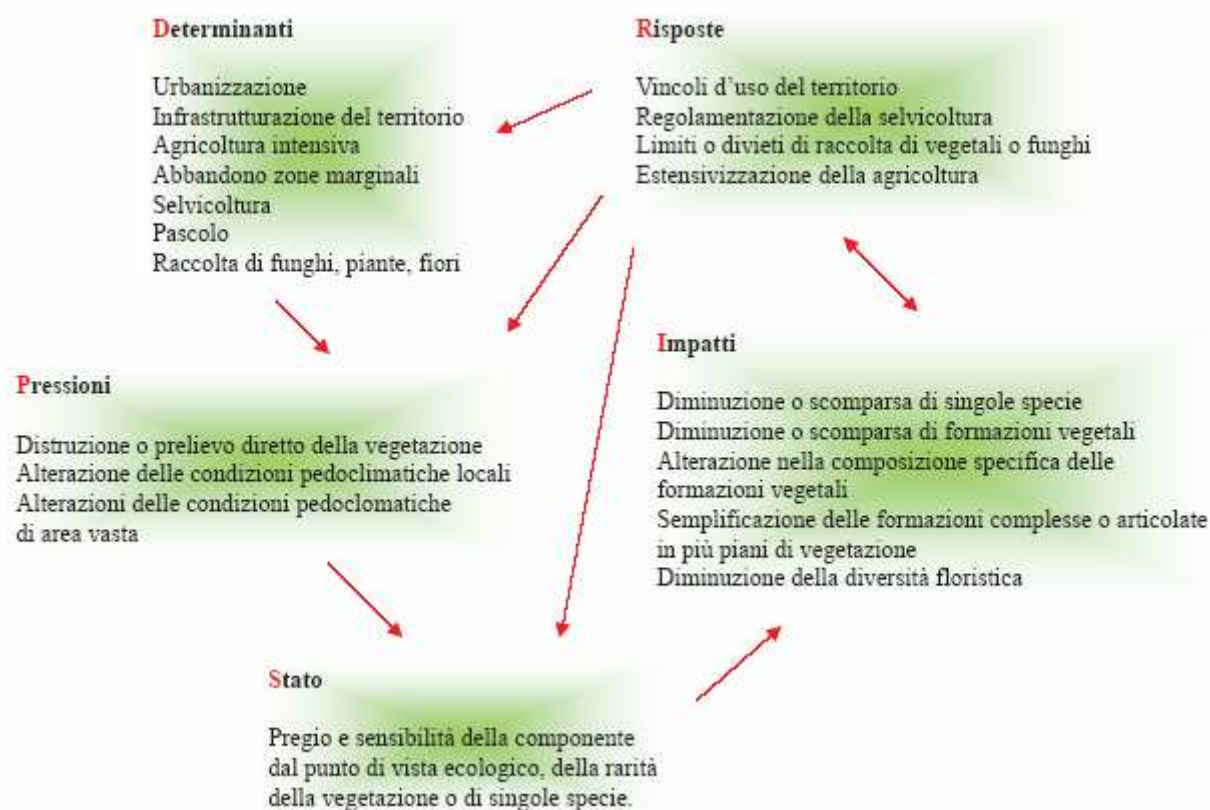 Determinanti
Urbanizzazione
Infrastrutturazione del territorio
Agricoltura intensiva
Abbandono zone marginali
Selvicoltura
Pascolo
Raccolta di funghi, piante, fiori
Risposte
Vincoli d'uso del territorio
Regolamentazione della selvicoltura
Limiti o divieti di raccolta di vegetali o funghi
Estensivizzazione della agricoltura
Pressioni
Distruzione o prelievo diretto della vegetazione
Alterazione delle condizioni pedoclimatiche locali
Alterazioni delle condizioni pedoclomatiche
di area vasta
Impatti
Diminuzione o scomparsa di singole specie
Diminuzione o scomparsa di formazioni vegetali
Alterazione nella composizione specifica delle
formazioni vegetali
Semplificazione delle formazioni complesse o articolate
in più piani di vegetazione
Diminuzione della diversità floristica
Stato
Pregio e sensibilità della componente
dal punto di vista ecologico, della rarità
della vegetazione o di singole specie.